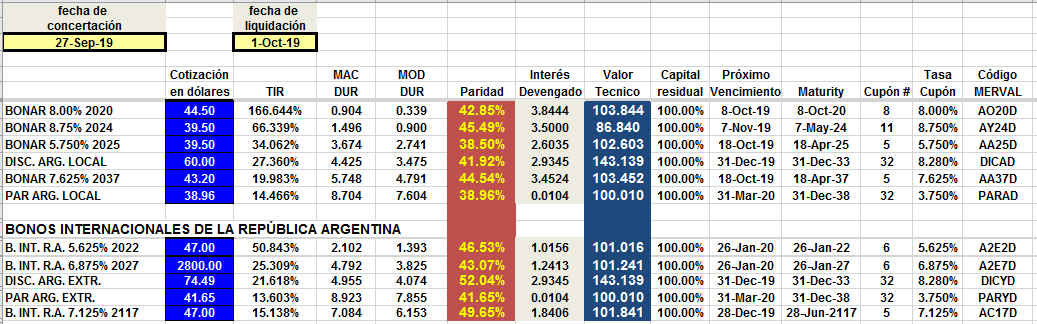 fecha de fecha de
concertación liquidación
27-Sep-19 1-Oct-19
Cotización MAC MOD Interés Valor Capital Próximo Tasa Código
en dólares TIR DUR DUR Paridad Devengado Tecnico residual Vencimiento Maturity Cupón # Cupón MERVAL
BONAR 8.00% 2020 44.50 166.644% 0.904 0.339 42.85% 3.8444 103.844 100.00% 8-Oct-19 8-Oct-20 8 8.000% AO20D
BONAR 8.75% 2024 39.50 66.339% 1.496 0.900 45.49% 3.5000 86.840 100.00% 7-Nov-19 7-May-24 11 8.750% AY24D
BONAR 5.750% 2025 39.50 34.062% 3.674 2.741 38.50% 2.6035 102.603 100.00% 18-Oct-19 18-Apr-25 5 5.750% AA25D
DISC. ARG. LOCAL 60.00 27.360% 4.425 3.475 41.92% 2.9345 143.139 100.00% 31-Dec-19 31-Dec-33 32 8.280% DICAD
BONAR 7.625% 2037 43.20 19.983% 5.748 4.791 44.54% 3.4524 103.452 100.00% 18-Oct-19 18-Apr-37 5 7.625% AA37D
PAR ARG. LOCAL 38.96 14.466% 8.704 7.604 38.96% 0.0104 100.010 100.00% 31-Mar-20 31-Dec-38 32 3.750% PARAD
BONOS INTERNACIONALES DE LA REPÚBLICA ARGENTINA
B. INT. R.A. 5.625% 2022 47.00 50.843% 2.102 1.393 46.53% 1.0156 101.016 100.00% 26-Jan-20 26-Jan-22 6 5.625% A2E2D
B. INT. R.A. 6.875% 2027 2800.00 25.309% 4.792 3.825 43.07% 1.2413 101.241 100.00% 26-Jan-20 26-Jan-27 6 6.875% A2E7D
DISC. ARG. EXTR. 74.49 21.618% 4.955 4.074 52.04% 2.9345 143.139 100.00% 31-Dec-19 31-Dec-33 32 8.280% DICYD
PAR ARG. EXTR. 41.65 13.603% 8.923 7.855 41.65% 0.0104 100.010 100.00% 31-Mar-20 31-Dec-38 32 3.750% PARYD
B. INT. R.A. 7.125% 2117 47.00 15.138% 7.084 6.153 49.65% 1.8406 101.841 100.00% 28-Dec-19 28-Jun-2117 5 7.125% AC17D